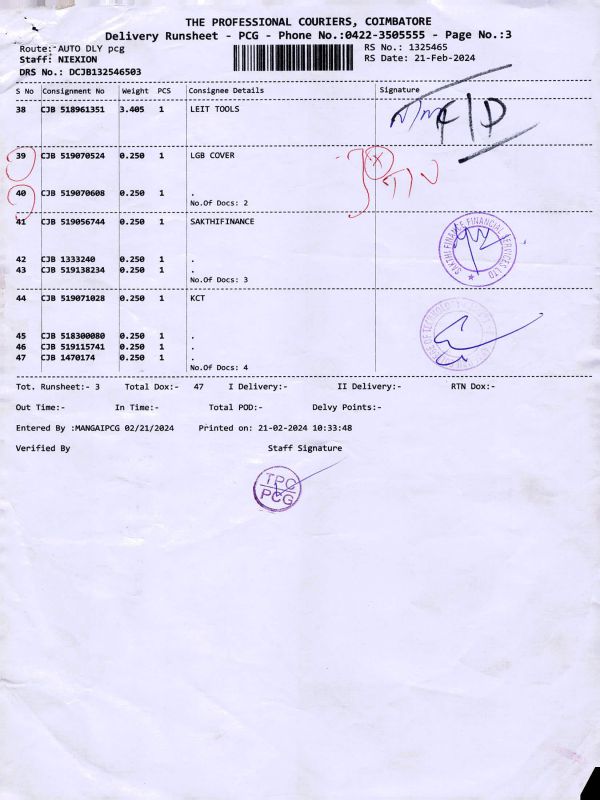 THE PROFESSIONAL COURIERS, COIMBATORE
Delivery Runsheet - PCG - Phone No.:0422-3505555 - Page No.:3
Route:- AUTO DLY pcg RS No.: 1325465
Staff: NIEXION RS Date: 21-Feb-2024
DRS No.: DCJB132546503
S No Consignment No Weight PCS Consignee Details Signature
38 CJB 518961351 3.405 1 LEIT TOOLS
F/D
39 CJB 519070524 0.250 1 LGB COVER
X
40 CJB 519070608 0.250 1 .
No.Of Docs: 2
41 CJB 519056744 0.250 1 SAKTHIFINANCE
SAKTHI FINANCE FINANCIAL SERVICES LTD
42 CJB 1333240 0.250 1 .
43 CJB 519138234 0.250 1 .
No.Of Docs: 3
44 CJB 519071028 0.250 1 KCT
45 CJB 518300080 0.250 1 .
46 CJB 519115741 0.250 1 .
47 CJB 1470174 0.250 1 .
No.Of Docs: 4
Tot. Runsheet:- 3 Total Dox:- 47 I Delivery:- II Delivery:- RTN Dox:-
Out Time:- In Time:- Total POD:- Delvy Points:-
Entered By :MANGAIPCG 02/21/2024 Printed on: 21-02-2024 10:33:48
Verified By Staff Signature
TPC
PCG